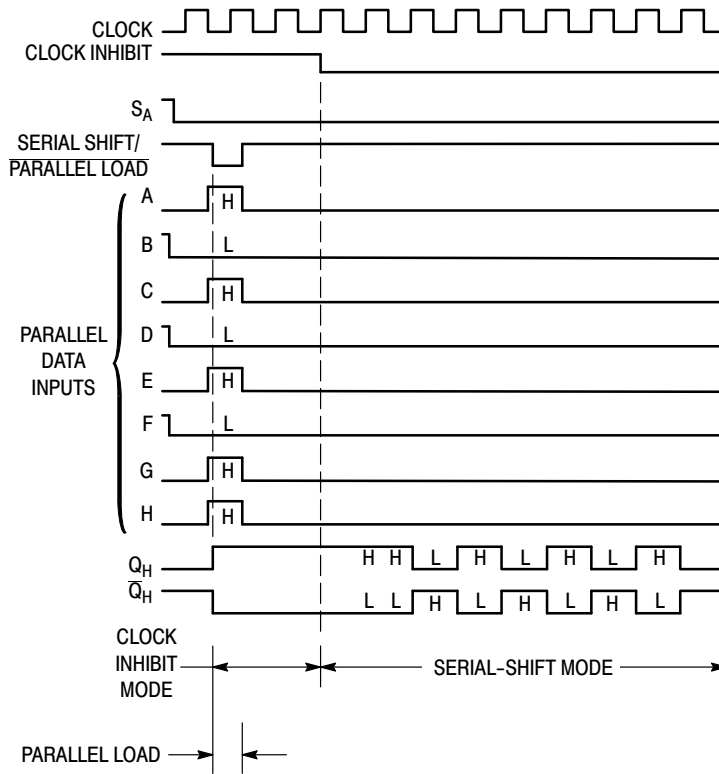 CLOCK
CLOCK INHIBIT
S_A
SERIAL SHIFT/
PARALLEL LOAD
A H
B L
C H
D L
E H
F L
G H
H H
PARALLEL
DATA
INPUTS
Q_H H H L H L H L H
Q̅_H L L H L H L H L
CLOCK
INHIBIT
MODE
SERIAL-SHIFT MODE
PARALLEL LOAD